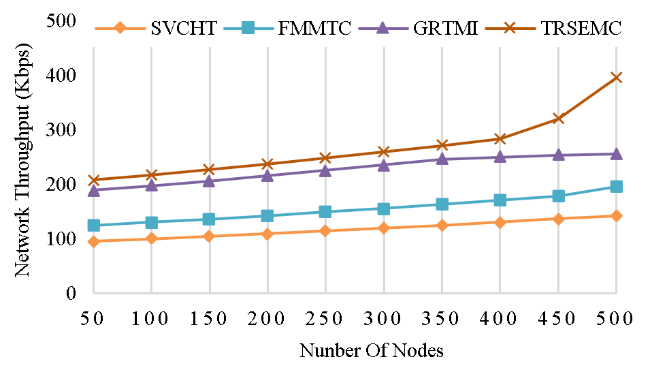 500
SVCHT FMMTC GRTMI TRSEMC
400
300
200
100
0
Network Throughput (Kbps)
50 100 150 200 250 300 350 400 450 500
Nunber Of Nodes